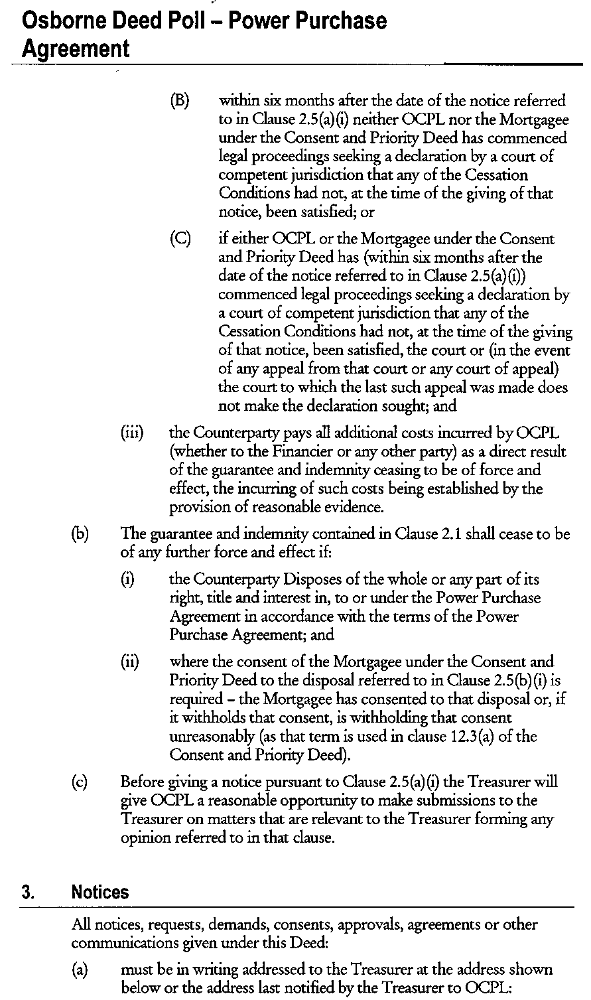 Osborne Deed Poll – Power Purchase
Agreement
(B) within six months after the date of the notice referred
to in Clause 2.5(a)(i) neither OCPL nor the Mortgagee
under the Consent and Priority Deed has commenced
legal proceedings seeking a declaration by a court of
competent jurisdiction that any of the Cessation
Conditions had not, at the time of the giving of that
notice, been satisfied; or
(C) if either OCPL or the Mortgagee under the Consent
and Priority Deed has (within six months after the
date of the notice referred to in Clause 2.5(a)(i))
commenced legal proceedings seeking a declaration by
a court of competent jurisdiction that any of the
Cessation Conditions had not, at the time of the giving
of that notice, been satisfied, the court or (in the event
of any appeal from that court or any court of appeal)
the court to which the last such appeal was made does
not make the declaration sought; and
(iii) the Counterparty pays all additional costs incurred by OCPL
(whether to the Financier or any other party) as a direct result
of the guarantee and indemnity ceasing to be of force and
effect, the incurring of such costs being established by the
provision of reasonable evidence.
(b) The guarantee and indemnity contained in Clause 2.1 shall cease to be
of any further force and effect if:
(i) the Counterparty Disposes of the whole or any part of its
right, title and interest in, to or under the Power Purchase
Agreement in accordance with the terms of the Power
Purchase Agreement; and
(ii) where the consent of the Mortgagee under the Consent and
Priority Deed to the disposal referred to in Clause 2.5(b)(i) is
required – the Mortgagee has consented to that disposal or, if
it withholds that consent, is withholding that consent
unreasonably (as that term is used in clause 12.3(a) of the
Consent and Priority Deed).
(c) Before giving a notice pursuant to Clause 2.5(a)(i) the Treasurer will
give OCPL a reasonable opportunity to make submissions to the
Treasurer on matters that are relevant to the Treasurer forming any
opinion referred to in that clause.
3. Notices
All notices, requests, demands, consents, approvals, agreements or other
communications given under this Deed:
(a) must be in writing addressed to the Treasurer at the address shown
below or the address last notified by the Treasurer to OCPL: